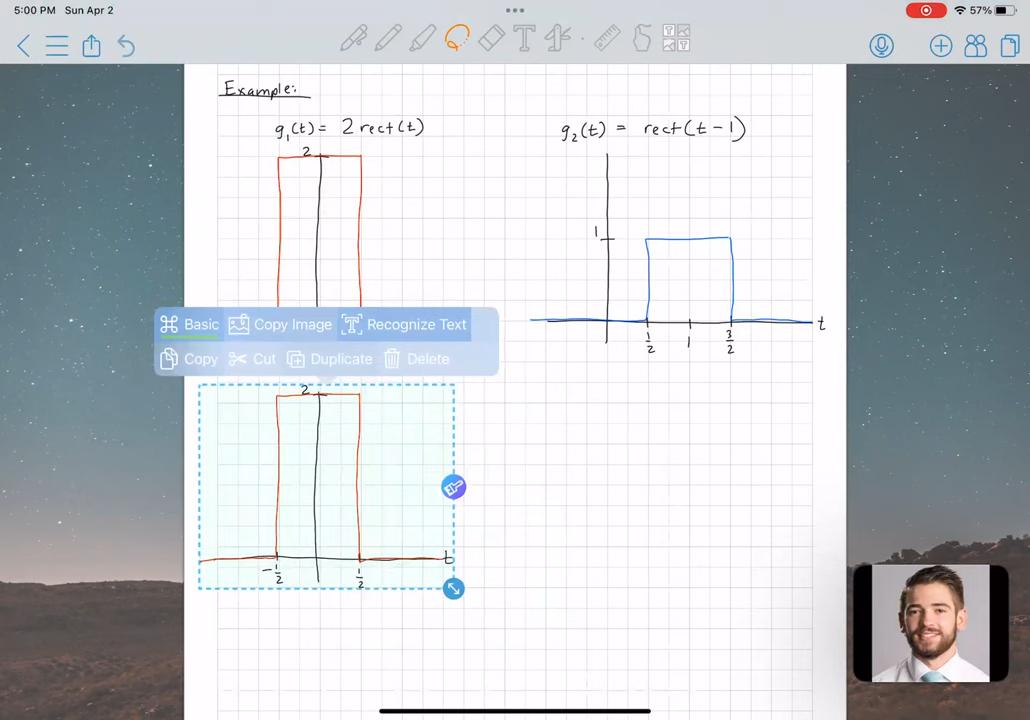 5:00 PM Sun Apr 2
57%
Example:
g₁(t) = 2 rect(t)
2
g₂(t) = rect(t-1)
1
t
1/2
1
3/2
Basic
Copy Image
Recognize Text
Copy
Cut
Duplicate
Delete
2
t
-1/2
1/2